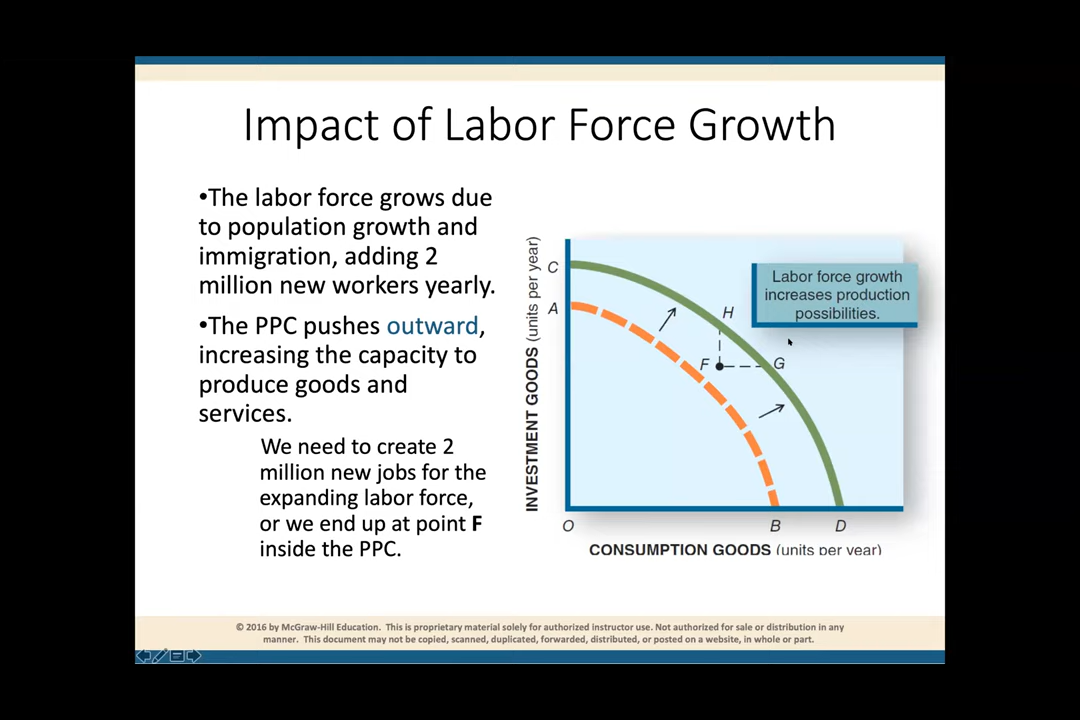 Impact of Labor Force Growth
•The labor force grows due
to population growth and
immigration, adding 2
million new workers yearly.
•The PPC pushes outward,
increasing the capacity to
produce goods and
services.
We need to create 2
million new jobs for the
expanding labor force,
or we end up at point F
inside the PPC.
INVESTMENT GOODS (units per year)
C
A
Labor force growth
increases production
possibilities.
H
F
G
O
B
D
CONSUMPTION GOODS (units per year)
© 2016 by McGraw-Hill Education. This is proprietary material solely for authorized instructor use. Not authorized for sale or distribution in any
manner. This document may not be copied, scanned, duplicated, forwarded, distributed, or posted on a website, in whole or part.